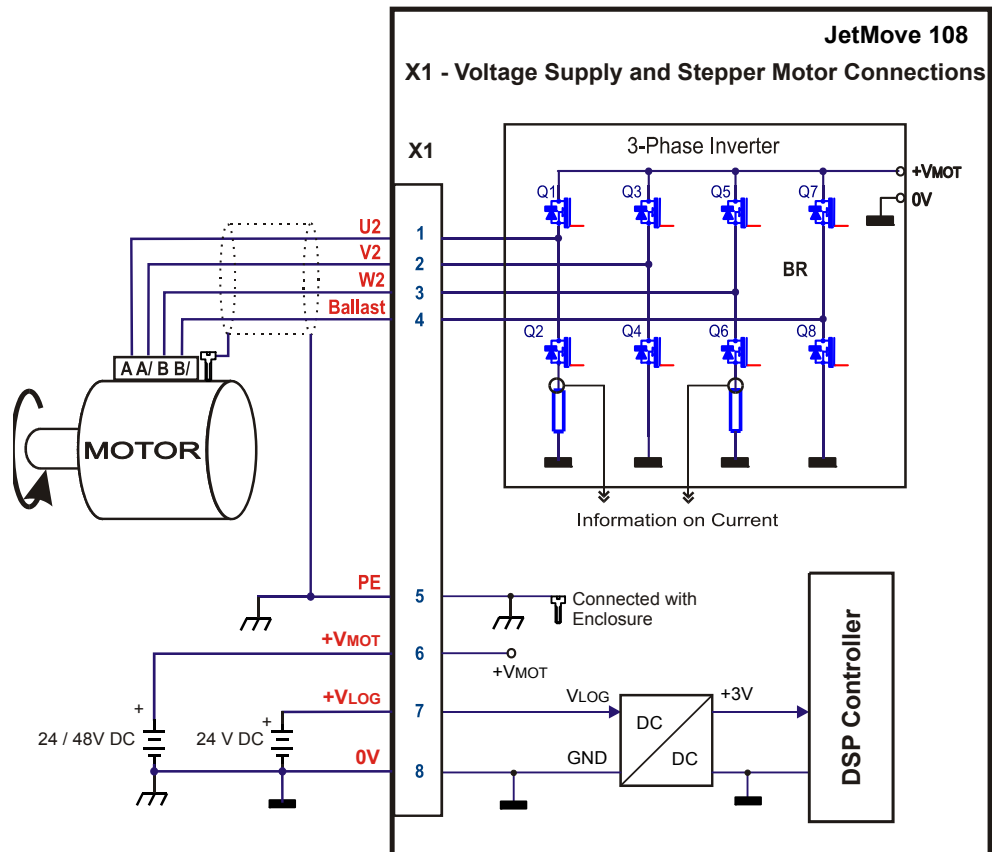 JetMove 108
X1 - Voltage Supply and Stepper Motor Connections
X1
3-Phase Inverter
+VMOT
0V
Q1
Q3
Q5
Q7
BR
Q2
Q4
Q6
Q8
U2
1
V2
2
W2
3
Ballast
4
A A/ B B/
MOTOR
Information on Current
PE
5
Connected with
Enclosure
+VMOT
6
+VMOT
+VLOG
7
VLOG
+3V
+
24 / 48V DC
+
24 V DC
DC
DC
0V
8
GND
DSP Controller